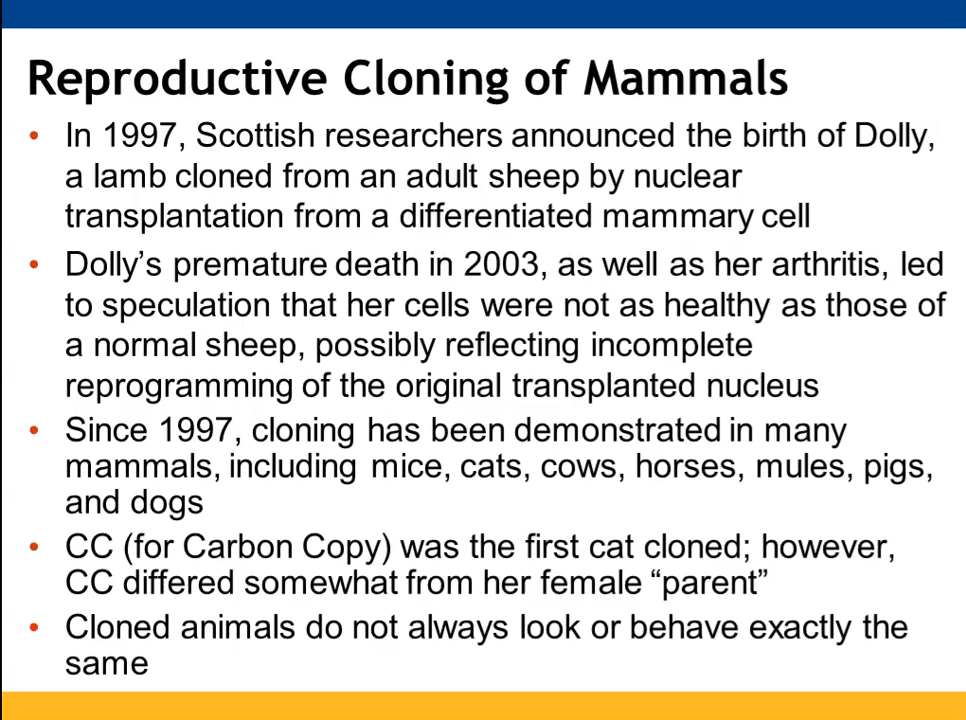 Reproductive Cloning of Mammals
• In 1997, Scottish researchers announced the birth of Dolly,
a lamb cloned from an adult sheep by nuclear
transplantation from a differentiated mammary cell
• Dolly’s premature death in 2003, as well as her arthritis, led
to speculation that her cells were not as healthy as those of
a normal sheep, possibly reflecting incomplete
reprogramming of the original transplanted nucleus
• Since 1997, cloning has been demonstrated in many
mammals, including mice, cats, cows, horses, mules, pigs,
and dogs
• CC (for Carbon Copy) was the first cat cloned; however,
CC differed somewhat from her female “parent”
• Cloned animals do not always look or behave exactly the
same